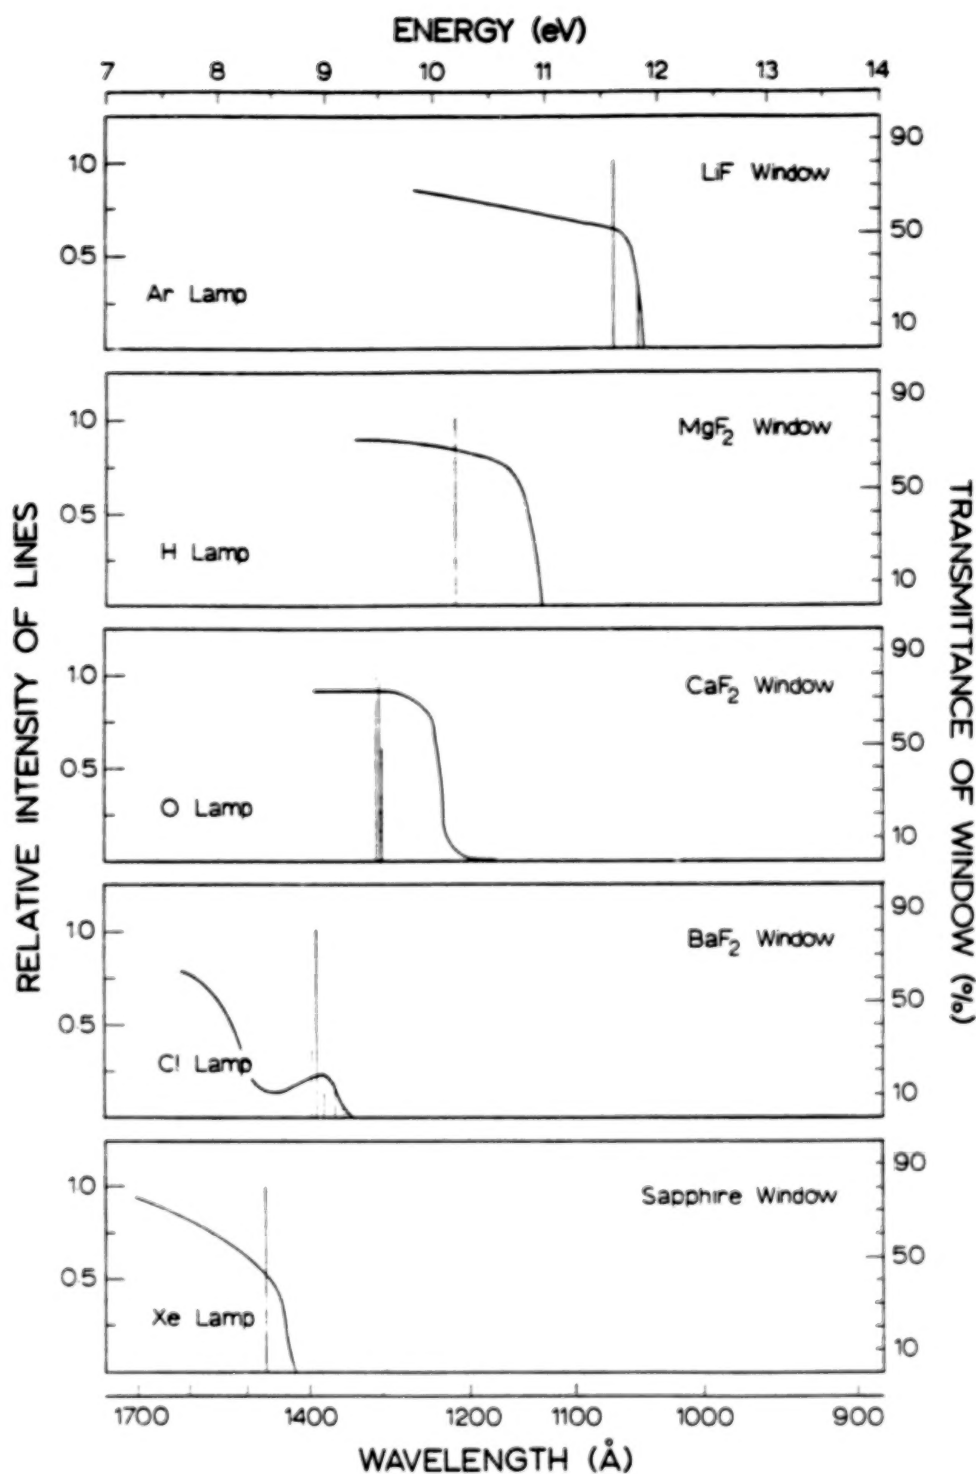 ENERGY (eV)
7 8 9 10 11 12 13 14
1.0
0.5
LiF Window
Ar Lamp
90
50
10
1.0
0.5
MgF2 Window
H Lamp
90
50
10
1.0
0.5
CaF2 Window
O Lamp
90
50
10
1.0
0.5
BaF2 Window
Cl Lamp
90
50
10
1.0
0.5
Sapphire Window
Xe Lamp
90
50
10
RELATIVE INTENSITY OF LINES
TRANSMITTANCE OF WINDOW (%)
1700 1400 1200 1100 1000 900
WAVELENGTH (Å)